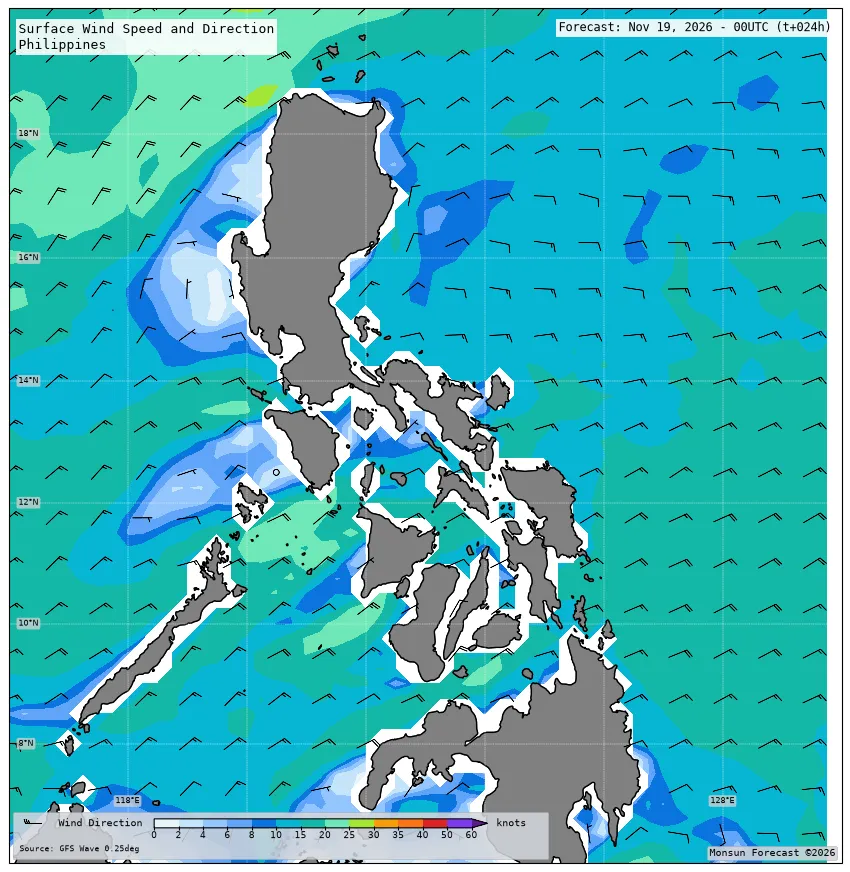 Surface Wind Speed and Direction
Philippines
Forecast: Nov 19, 2026 - 00UTC (t+024h)
18°N
16°N
14°N
12°N
10°N
8°N
118°E
128°E
Wind Direction
0 2 4 6 8 10 15 20 25 30 35 40 50 60
knots
Source: GFS Wave 0.25deg
Monsun Forecast ©2026